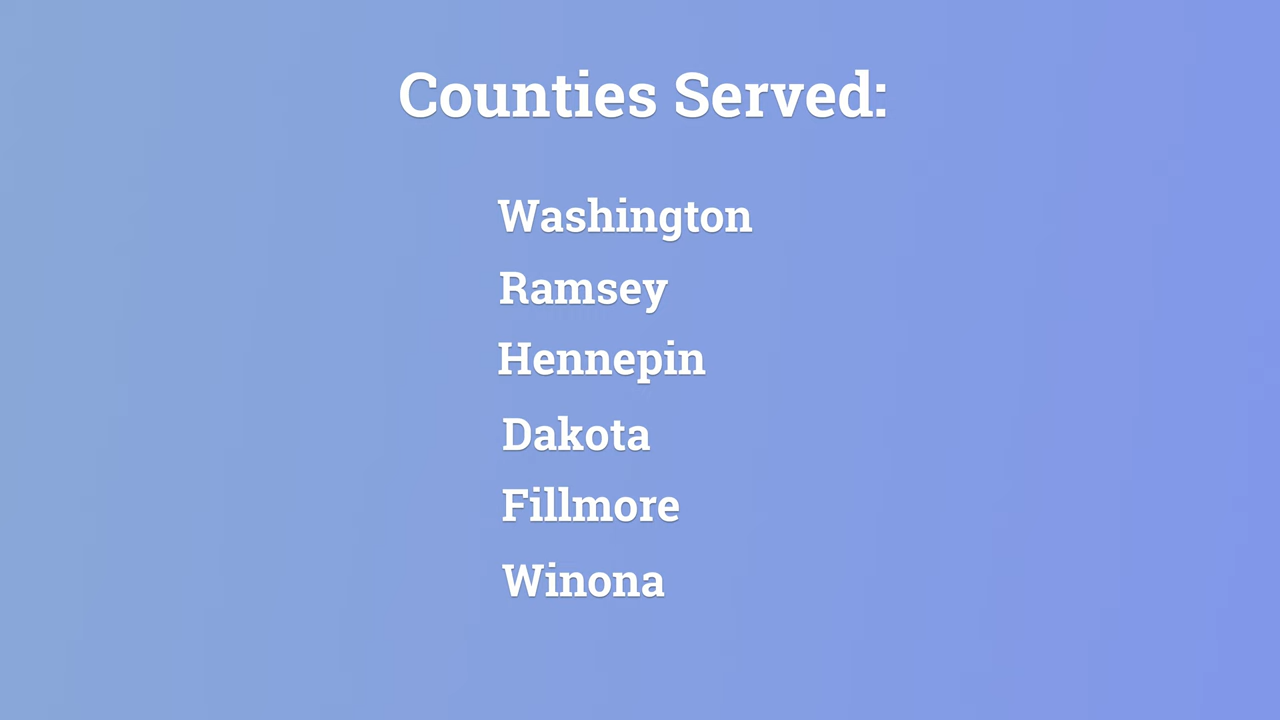 Counties Served:
Washington
Ramsey
Hennepin
Dakota
Fillmore
Winona